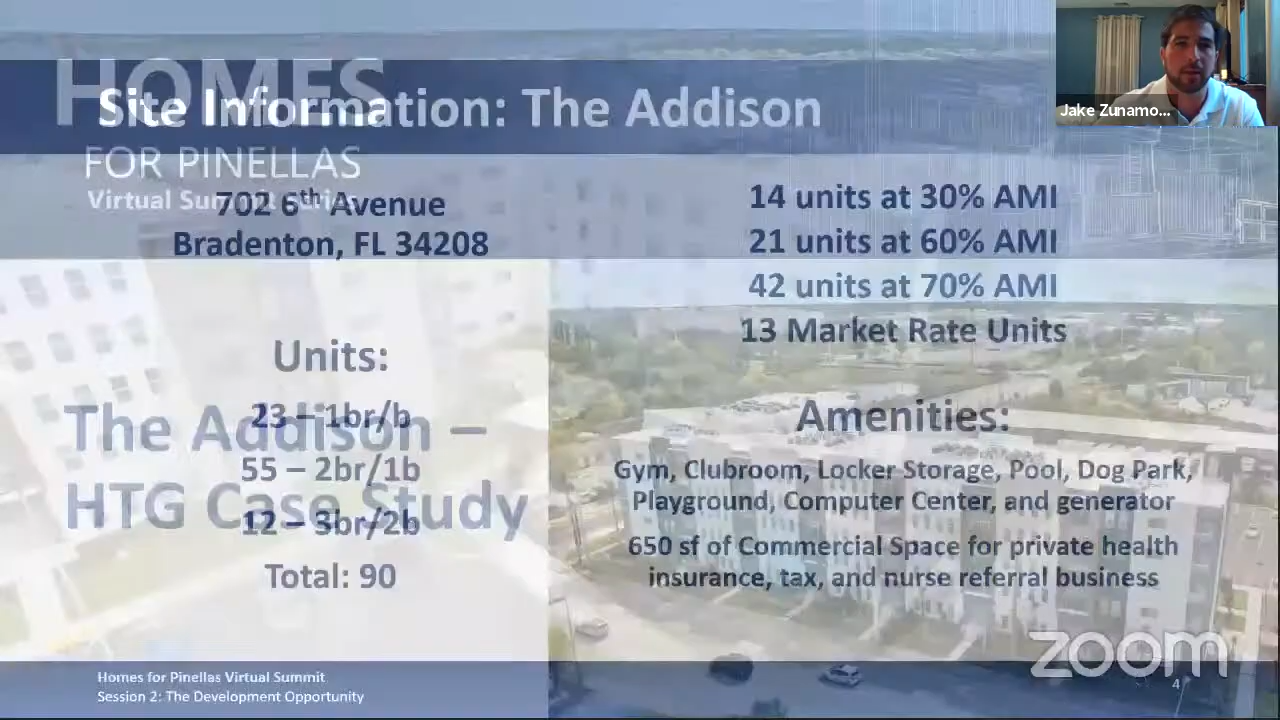 HOMES
FOR PINELLAS
Virtual Summit Series
Site Information: The Addison
702 6th Avenue
Bradenton, FL 34208
Units:
23 – 1br/b
55 – 2br/1b
12 – 3br/2b
Total: 90
The Addison –
HTG Case Study
14 units at 30% AMI
21 units at 60% AMI
42 units at 70% AMI
13 Market Rate Units
Amenities:
Gym, Clubroom, Locker Storage, Pool, Dog Park,
Playground, Computer Center, and generator
650 sf of Commercial Space for private health
insurance, tax, and nurse referral business
Jake Zunamo...
zoom
Homes for Pinellas Virtual Summit
Session 2: The Development Opportunity
4